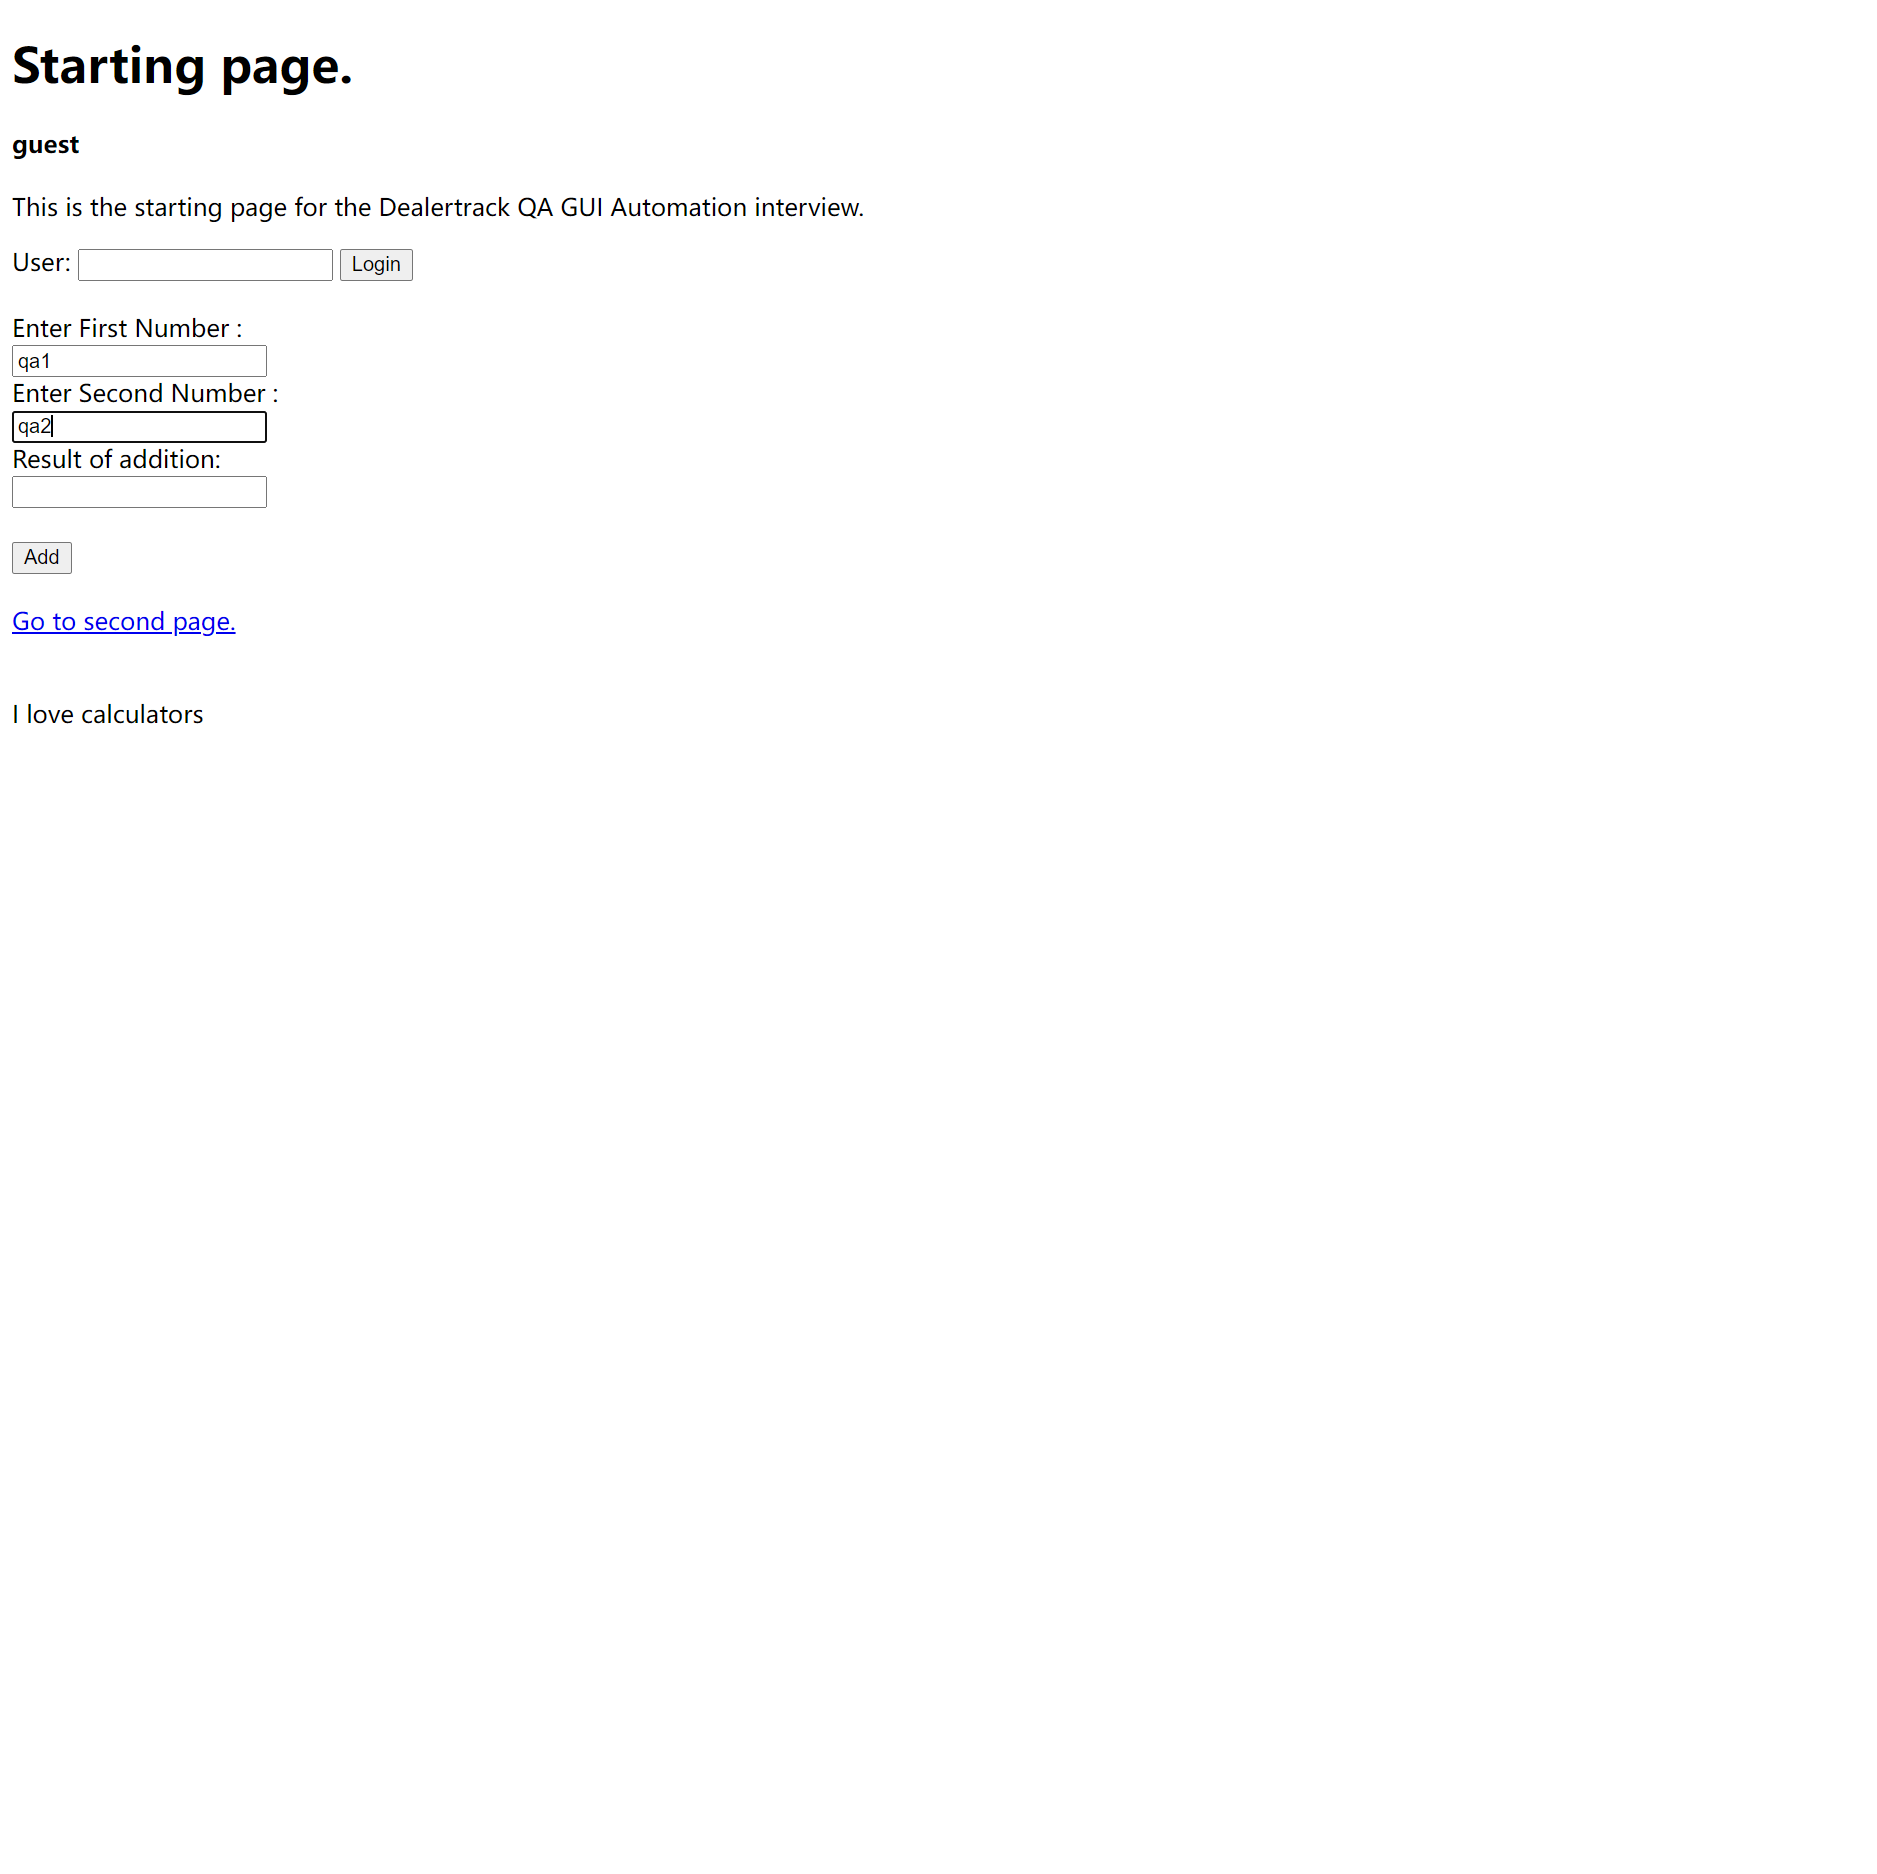 Starting page.
guest
This is the starting page for the Dealertrack QA GUI Automation interview.
User: Login
Enter First Number :
qa1
Enter Second Number :
qa2
Result of addition:
Add
Go to second page.
I love calculators